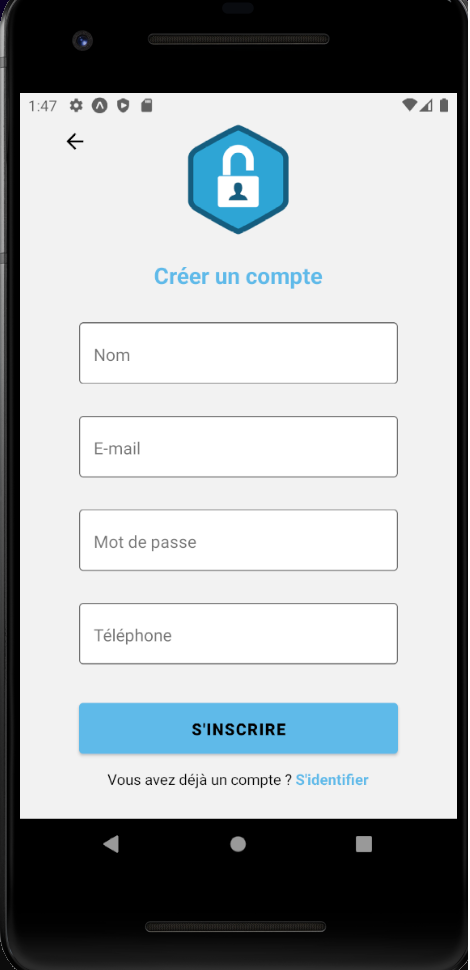 1:47
Créer un compte
Nom
E-mail
Mot de passe
Téléphone
S'INSCRIRE
Vous avez déjà un compte ? S'identifier